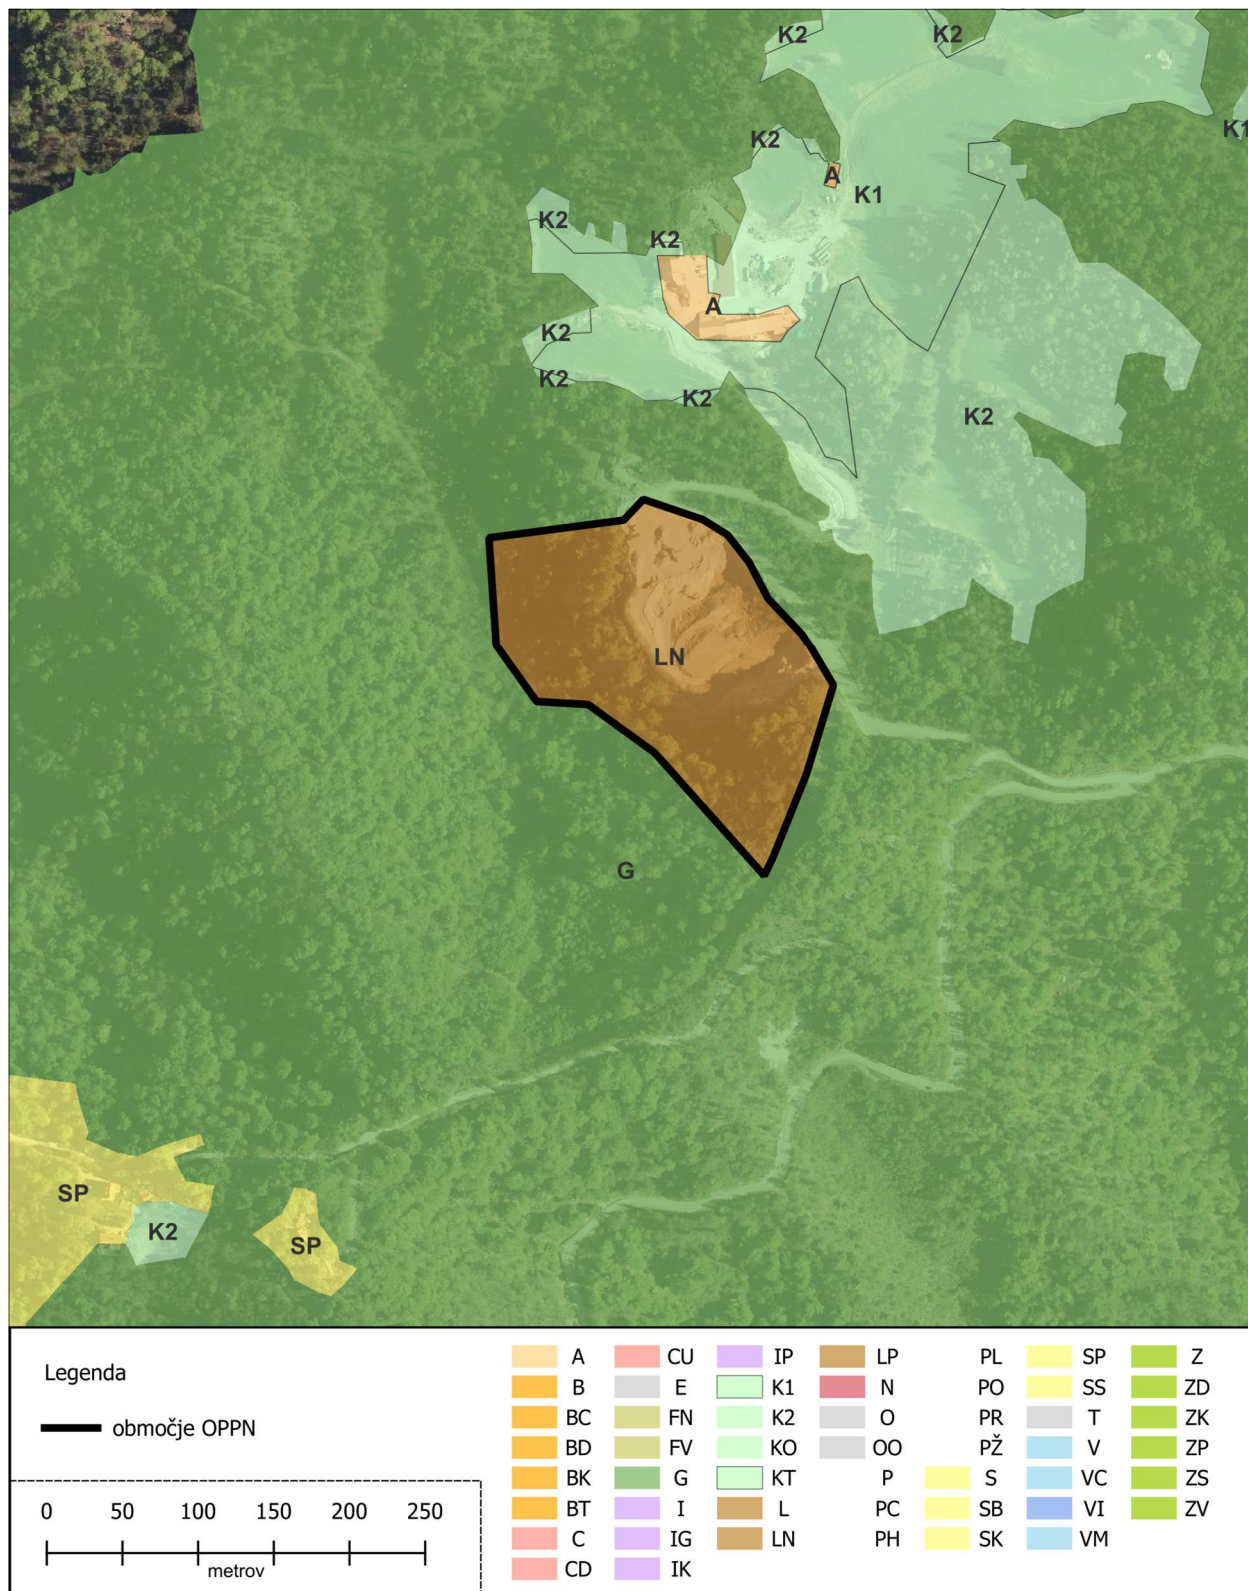 K2
K2
K2
K1
A
K1
K2
K2
A
K2
K2
K2
K2
LN
G
SP
K2
SP
Legenda
območje OPPN
0 50 100 150 200 250
metrov
A CU IP LP PL SP Z
B E K1 N PO SS ZD
BC FN K2 O PR T ZK
BD FV KO OO PŽ V ZP
BK G KT P S VC ZS
BT I L PC SB VI ZV
C IG LN PH SK VM
CD IK